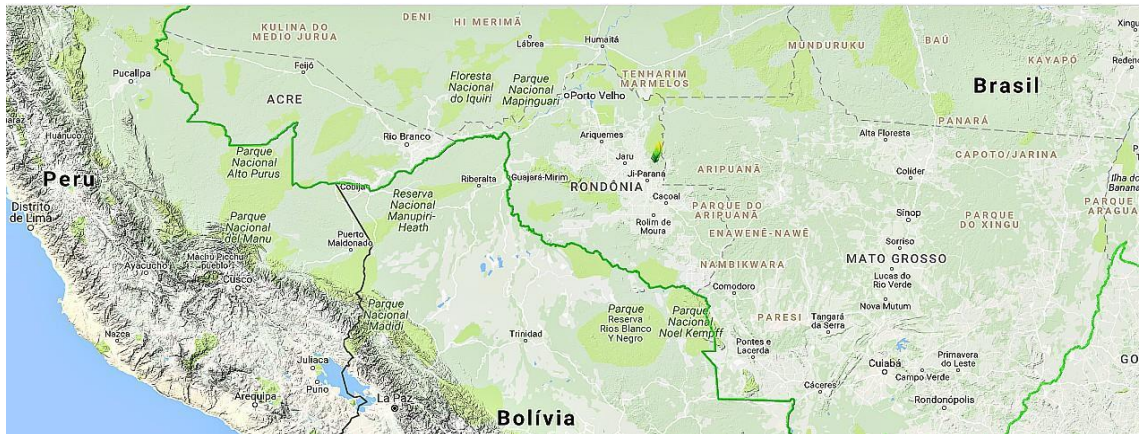 KULINA DO
MEDIO JURUA
DENI
HI MERIMÃ
MUNDURUKU
BAÚ
KAYAPÓ
Lábrea
Humaitá
Feijó
Pucallpa
ACRE
Floresta
Nacional
do Iquiri
Parque
Nacional
Mapinguari
TENHARIM
MARMELOS
Porto Velho
Brasil
PANARÁ
Huánuco
Rio Branco
Ariquemes
Jaru
Ji-Paraná
Alta Floresta
CAPOTO/JARINA
Parque
Nacional
Alto Purus
Peru
Cobija
Riberalta
Guajará-Mirim
RONDÔNIA
ARIPUANÃ
Colíder
Ilha do
Banana
Distrito
de Lima
Reserva
Nacional
Manupiri-
Heath
Cacoal
Rolim de
Moura
PARQUE DO
ARIPUANÃ
ENAWENÊ-NAWÊ
Sinop
PARQUE
DO XINGU
PARQUE
ARAGUA
Parque
Nacional
del Manu
Puerto
Maldonado
Sorriso
MATO GROSSO
Machu Picchu
pueblo
Ayacucho
Cusco
NAMBIKWARA
Comodoro
Lucas do
Rio Verde
Nova Mutum
Parque
Nacional
Madidi
Parque
Reserva
Rios Blanco
Y Negro
Parque
Nacional
Noel Kempff
PARESI
Tangará
da Serra
Nazca
Trinidad
Pontes e
Lacerda
Cuiabá
Primavera
do Leste
Campo Verde
GO
Juliaca
Puno
Arequipa
La Paz
Cáceres
Rondonópolis
Bolívia